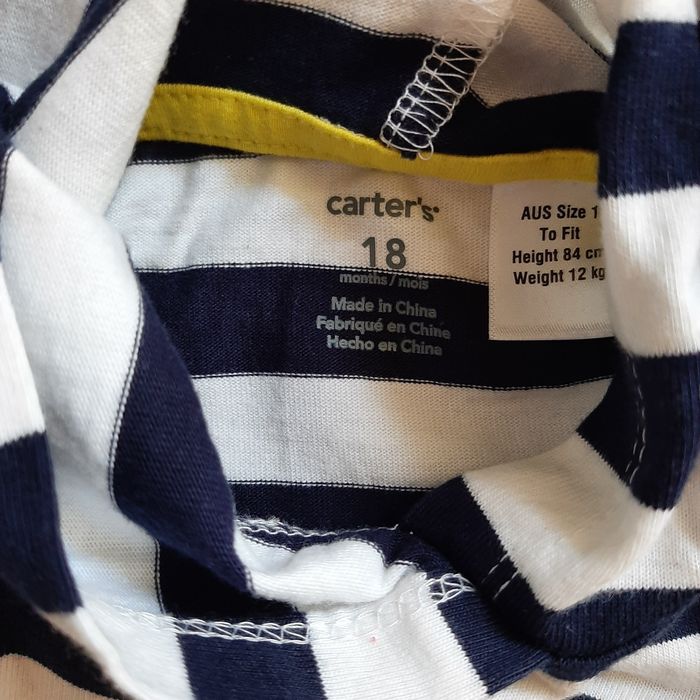 carter's
18
months / mois
Made in China
Fabriqué en Chine
Hecho en China
AUS Size 1
To Fit
Height 84 cm
Weight 12 kg